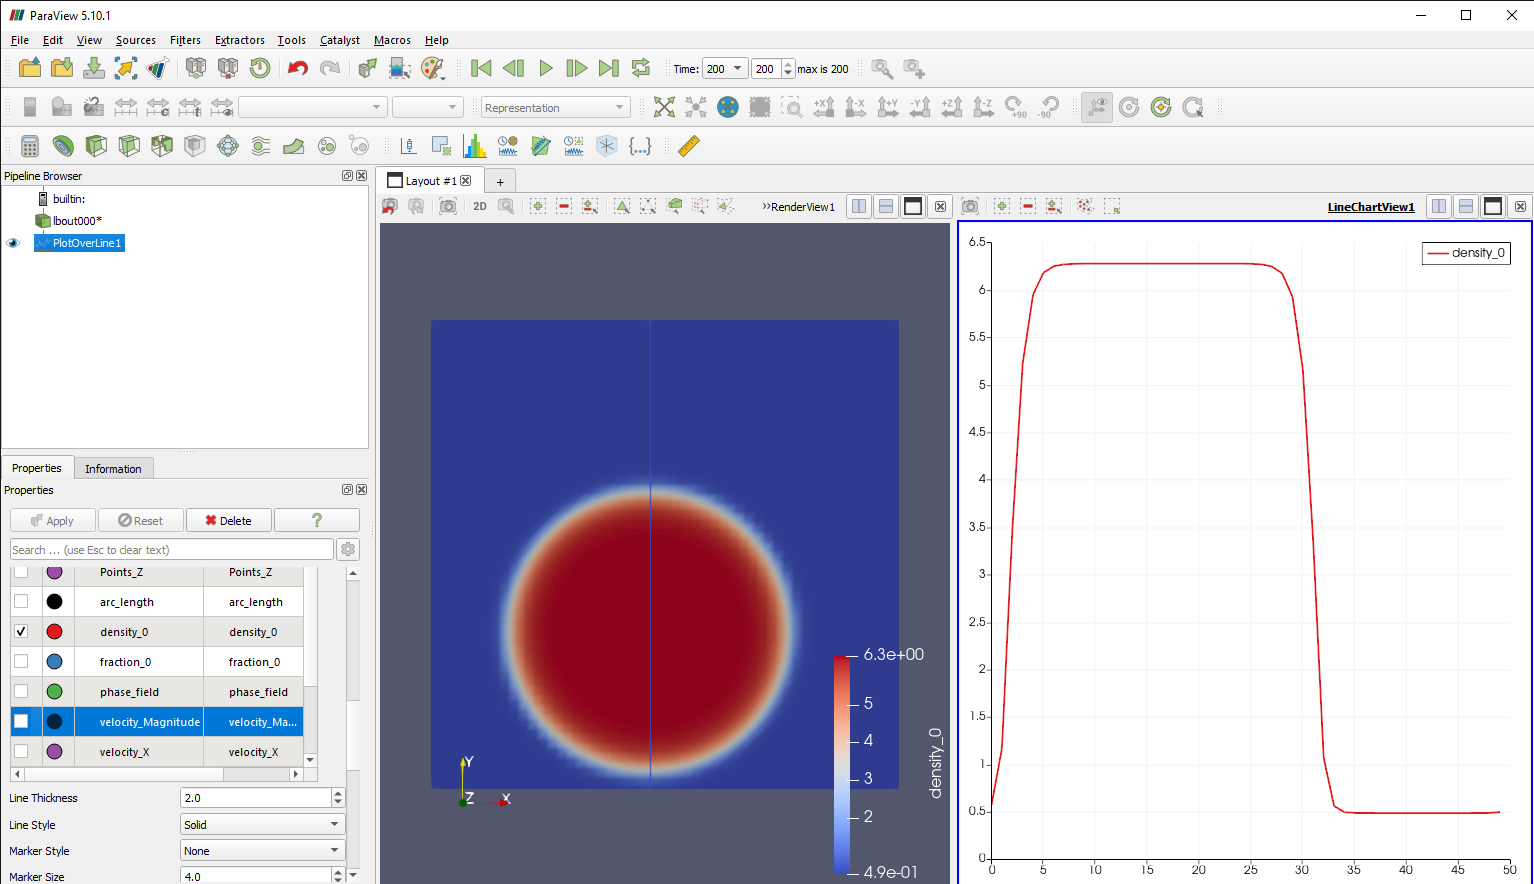 ParaView 5.10.1
File Edit View Sources Filters Extractors Tools Catalyst Macros Help
Time: 200 200 max is 200
Representation
+X -X +Y -Y +Z -Z +90 -90
Pipeline Browser
builtin:
lbout000*
PlotOverLine1
Properties Information
Properties
Apply Reset Delete ?
Search ... (use Esc to clear text)
Points_Z Points_Z
arc_length arc_length
density_0 density_0
fraction_0 fraction_0
phase_field phase_field
velocity_Magnitude velocity_Ma...
velocity_X velocity_X
Line Thickness 2.0
Line Style Solid
Marker Style None
Marker Size 4.0
Layout #1 +
2D »RenderView1
Y
Z X
6.3e+00
5
4
3
2
4.9e-01
density_0
LineChartView1
density_0
6.5
6
5.5
5
4.5
4
3.5
3
2.5
2
1.5
1
0.5
0
0 5 10 15 20 25 30 35 40 45 50